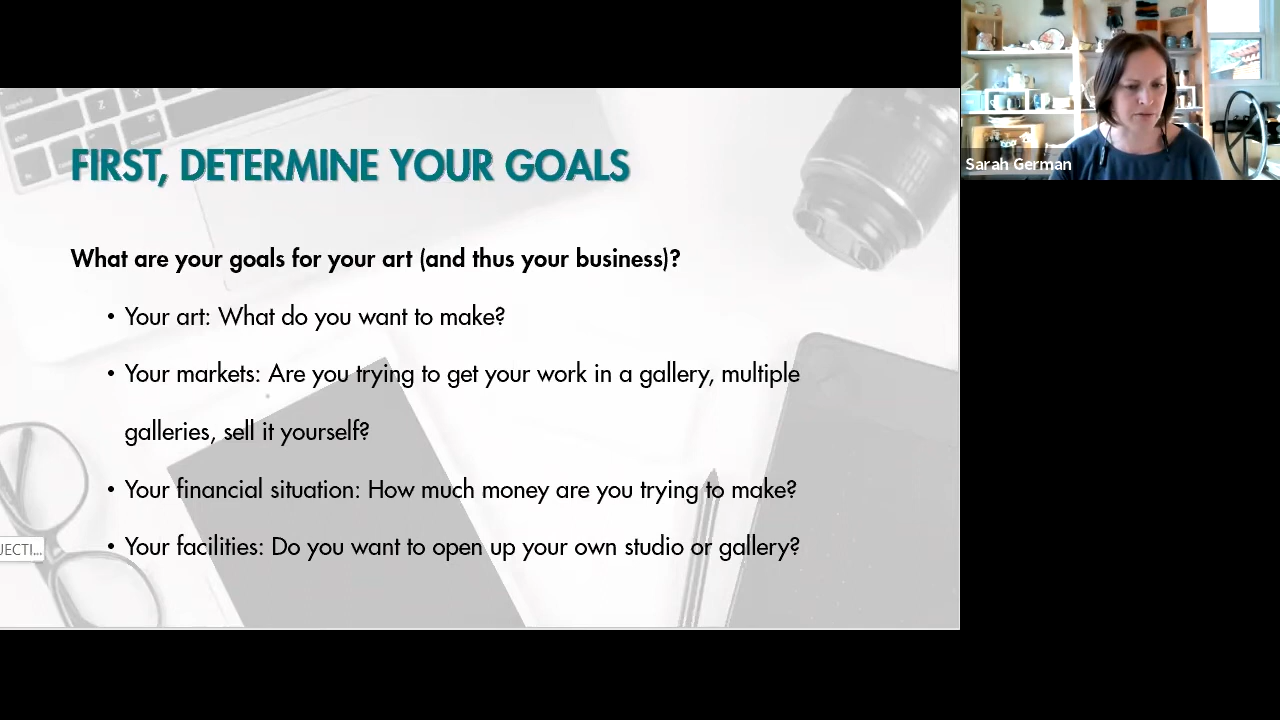 FIRST, DETERMINE YOUR GOALS
What are your goals for your art (and thus your business)?
• Your art: What do you want to make?
• Your markets: Are you trying to get your work in a gallery, multiple
galleries, sell it yourself?
• Your financial situation: How much money are you trying to make?
• Your facilities: Do you want to open up your own studio or gallery?
JECTI...
Sarah German